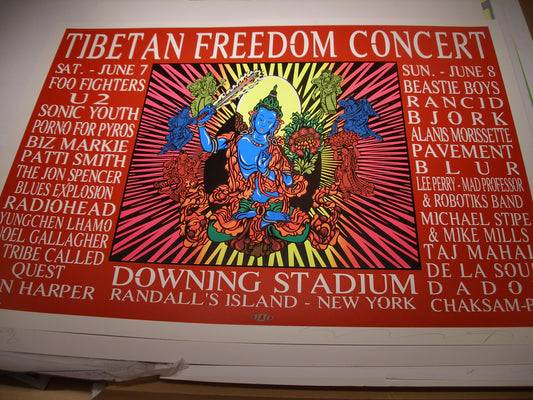 TIBETAN FREEDOM CONCERT
SAT. - JUNE 7
FOO FIGHTERS
U2
SONIC YOUTH
PORNO FOR PYROS
BIZ MARKIE
PATTI SMITH
THE JON SPENCER
BLUES EXPLOSION
RADIOHEAD
YUNGCHEN LHAMO
NOEL GALLAGHER
TRIBE CALLED
QUEST
N HARPER
SUN. - JUNE 8
BEASTIE BOYS
RANCID
BJORK
ALANIS MORISSETTE
PAVEMENT
BLUR
LEE PERRY - MAD PROFESSOR
& ROBOTIKS BAND
MICHAEL STIPE
& MIKE MILLS
TAJ MAHAL
DE LA SOU
DADO
CHAKSAM-P
DOWNING STADIUM
RANDALL'S ISLAND - NEW YORK